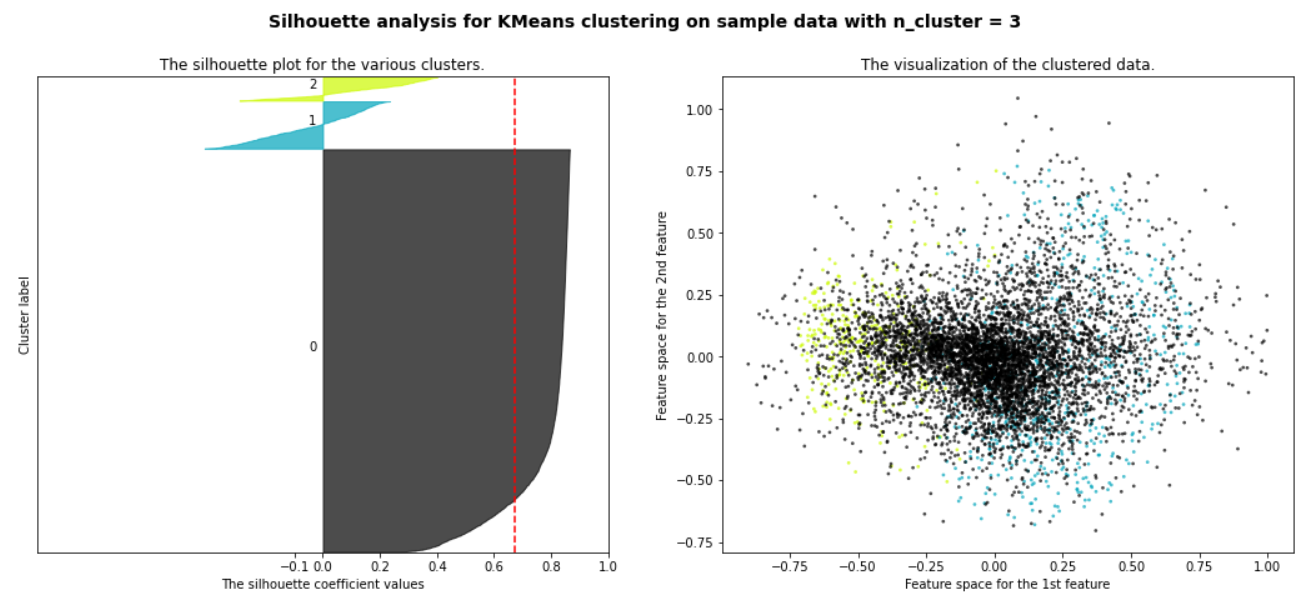 Silhouette analysis for KMeans clustering on sample data with n_cluster = 3
The silhouette plot for the various clusters.
2
1
0
Cluster label
−0.1 0.0 0.2 0.4 0.6 0.8 1.0
The silhouette coefficient values
The visualization of the clustered data.
1.00
0.75
0.50
0.25
0.00
−0.25
−0.50
−0.75
Feature space for the 2nd feature
−0.75 −0.50 −0.25 0.00 0.25 0.50 0.75 1.00
Feature space for the 1st feature